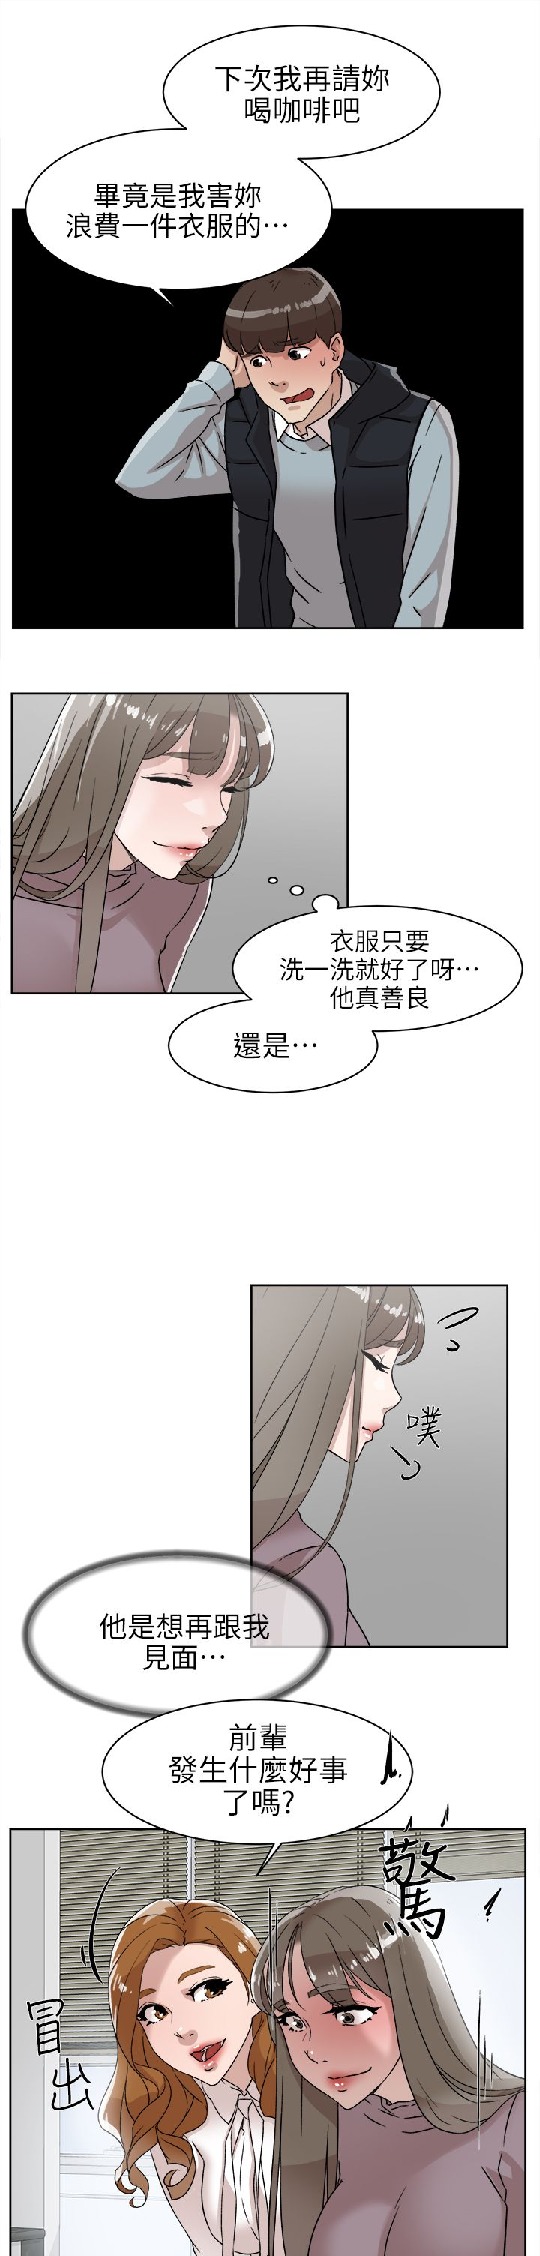 下次我再請妳
喝咖啡吧
畢竟是我害妳
浪費一件衣服的…
衣服只要
洗一洗就好了呀…
他真善良
還是…
噗
他是想再跟我
見面…
前輩
發生什麼好事
了嗎?
驚
冒出